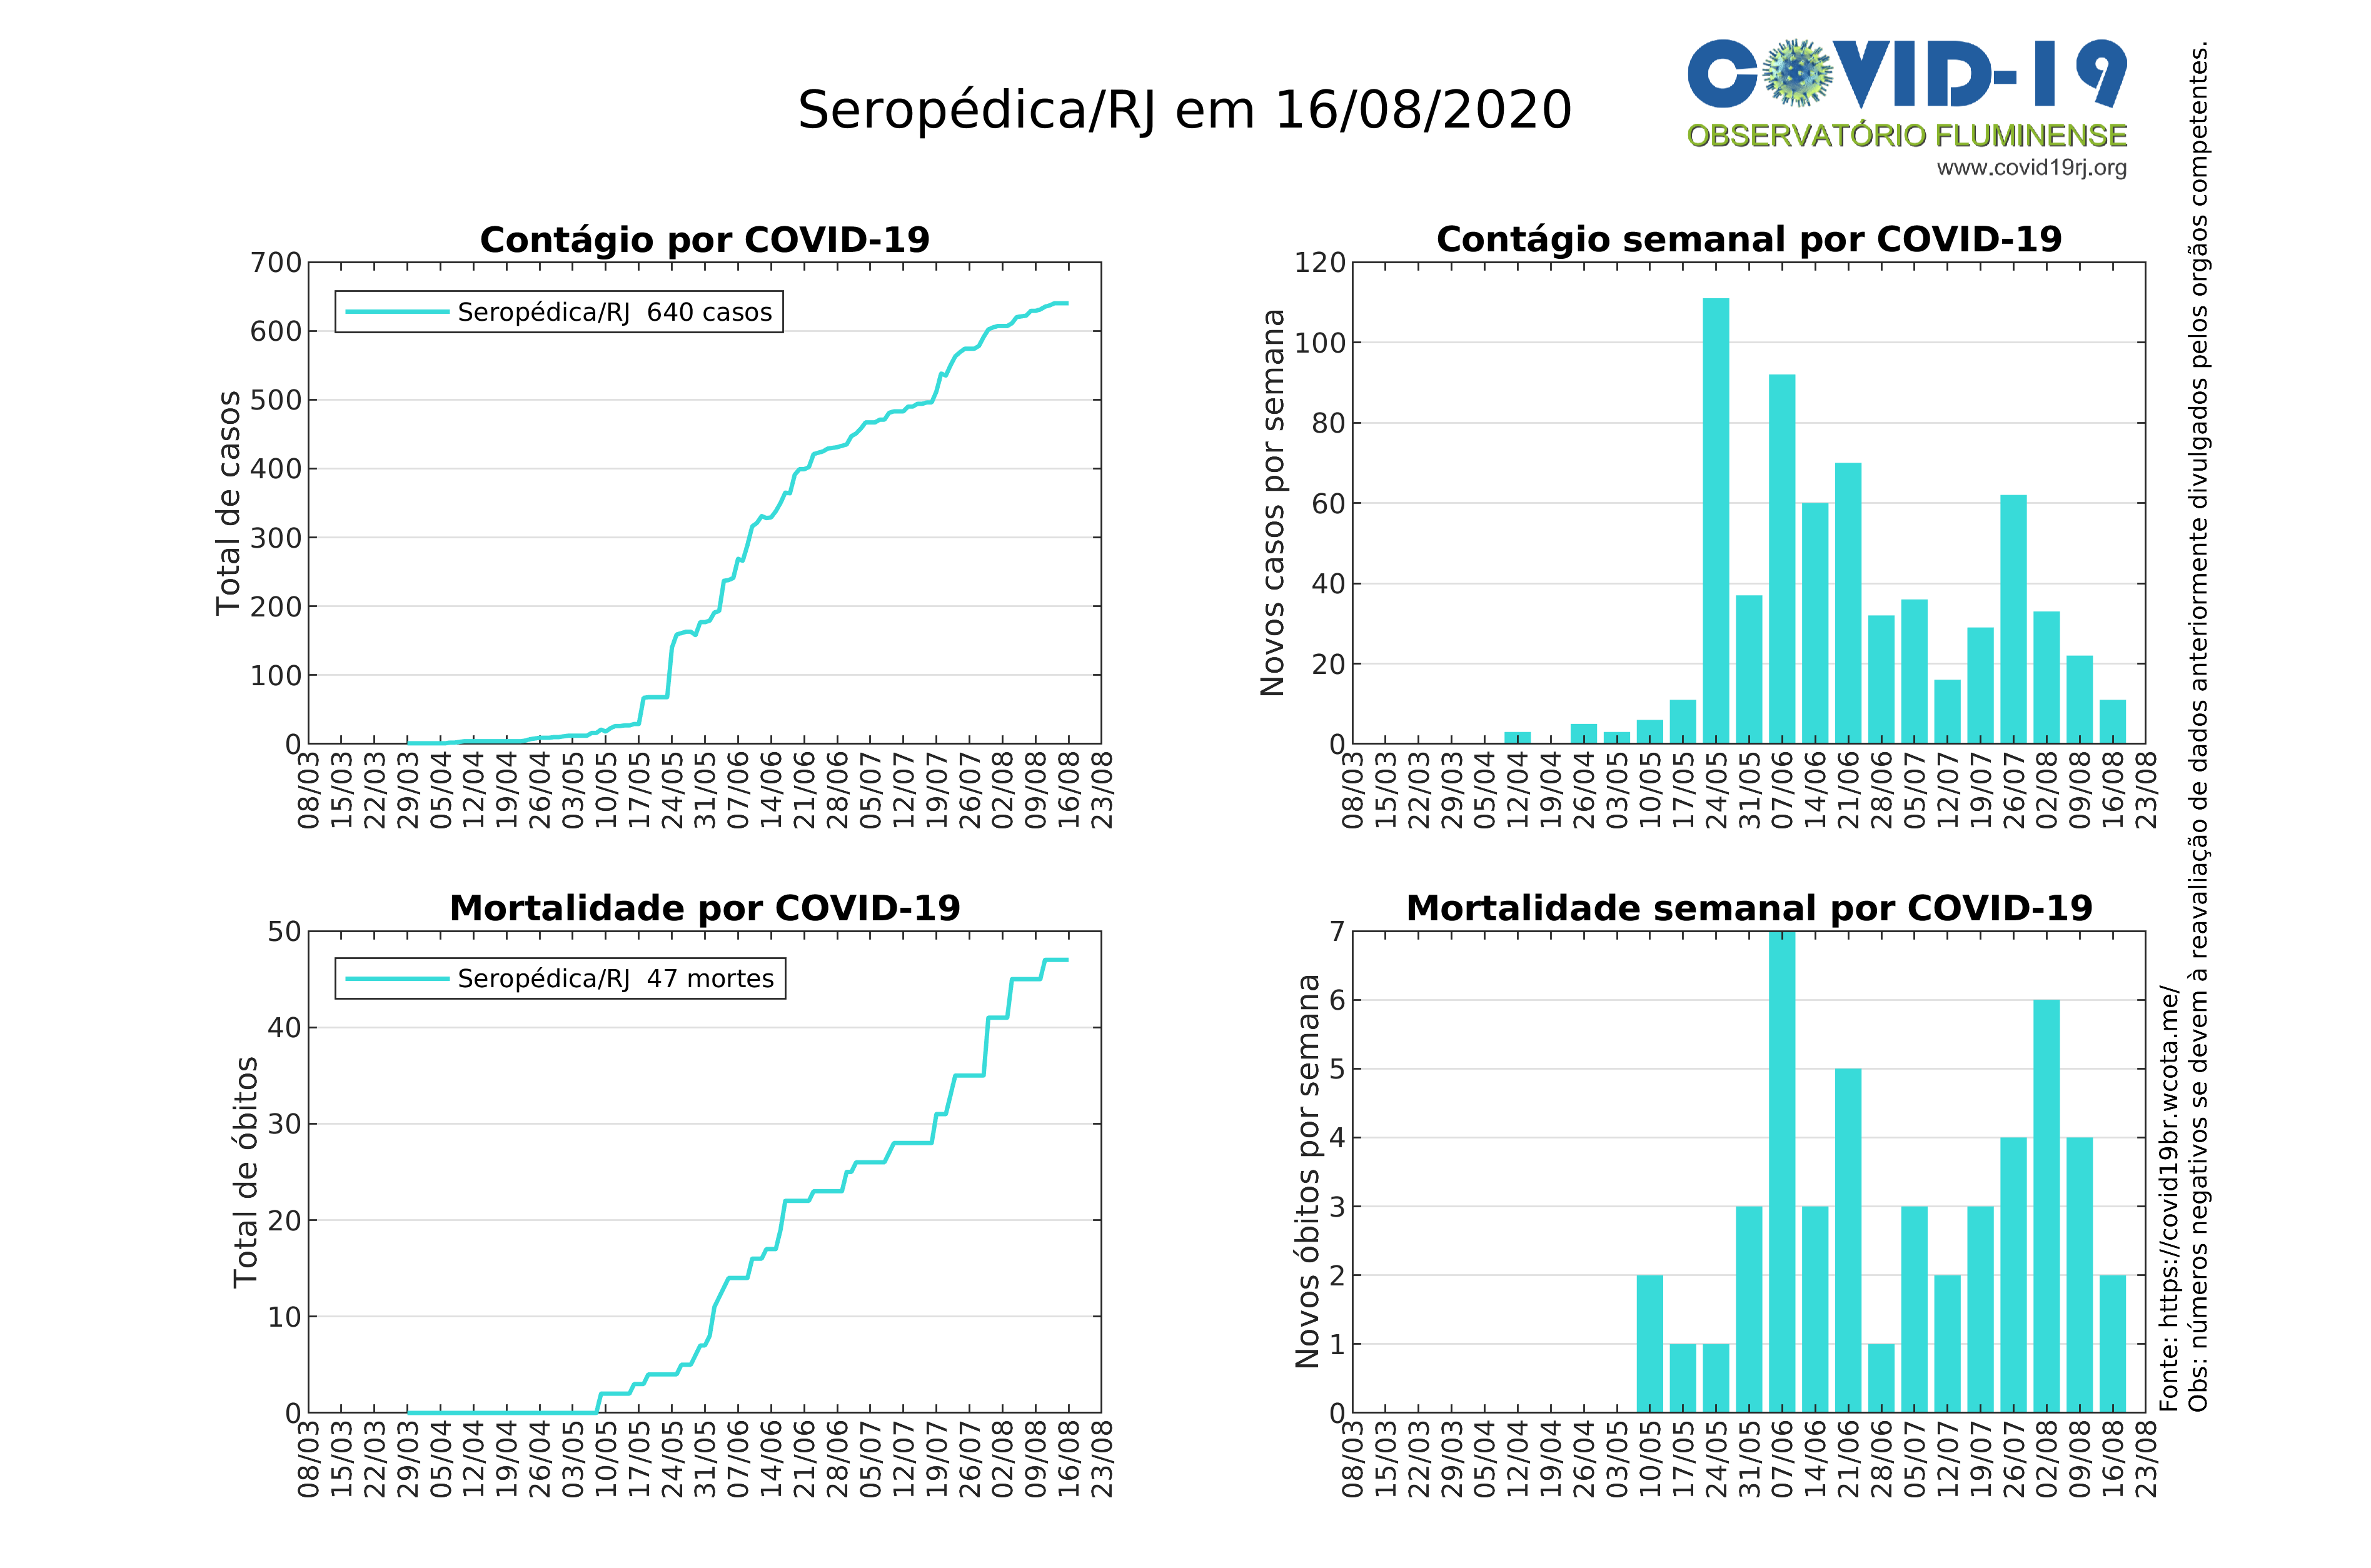 Seropédica/RJ em 16/08/2020
COVID-19
OBSERVATÓRIO FLUMINENSE
www.covid19rj.org
Contágio por COVID-19
Total de casos
700
600
500
400
300
200
100
0
Seropédica/RJ 640 casos
08/03 15/03 22/03 29/03 05/04 12/04 19/04 26/04 03/05 10/05 17/05 24/05 31/05 07/06 14/06 21/06 28/06 05/07 12/07 19/07 26/07 02/08 09/08 16/08 23/08
Contágio semanal por COVID-19
Novos casos por semana
120
100
80
60
40
20
0
08/03 15/03 22/03 29/03 05/04 12/04 19/04 26/04 03/05 10/05 17/05 24/05 31/05 07/06 14/06 21/06 28/06 05/07 12/07 19/07 26/07 02/08 09/08 16/08 23/08
Mortalidade por COVID-19
Total de óbitos
50
40
30
20
10
0
Seropédica/RJ 47 mortes
08/03 15/03 22/03 29/03 05/04 12/04 19/04 26/04 03/05 10/05 17/05 24/05 31/05 07/06 14/06 21/06 28/06 05/07 12/07 19/07 26/07 02/08 09/08 16/08 23/08
Mortalidade semanal por COVID-19
Novos óbitos por semana
7
6
5
4
3
2
1
0
08/03 15/03 22/03 29/03 05/04 12/04 19/04 26/04 03/05 10/05 17/05 24/05 31/05 07/06 14/06 21/06 28/06 05/07 12/07 19/07 26/07 02/08 09/08 16/08 23/08
Fonte: https://covid19br.wcota.me/
Obs: números negativos se devem à reavaliação de dados anteriormente divulgados pelos orgãos competentes.